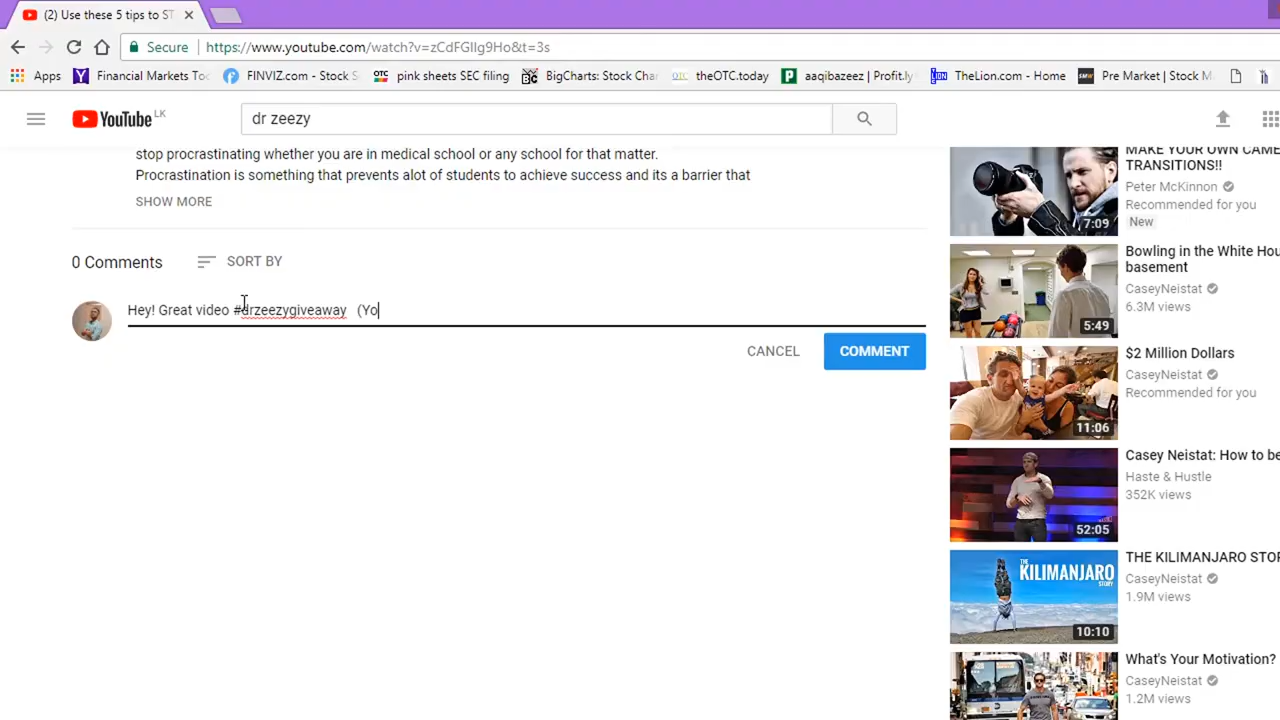 (2) Use these 5 tips to ST
Secure https://www.youtube.com/watch?v=zCdFGIlg9Ho&t=3s
Apps Financial Markets To FINVIZ.com - Stock S pink sheets SEC filing BigCharts: Stock Char theOTC.today aaqibazeez | Profit.ly TheLion.com - Home Pre Market | Stock M
YouTube LK
dr zeezy
stop procrastinating whether you are in medical school or any school for that matter.
Procrastination is something that prevents alot of students to achieve success and its a barrier that
SHOW MORE
0 Comments SORT BY
Hey! Great video #drzeezygiveaway (Yo
CANCEL COMMENT
MAKE YOUR OWN CAME
TRANSITIONS!!
Peter McKinnon
Recommended for you
New
7:09
Bowling in the White Hou
basement
CaseyNeistat
6.3M views
5:49
$2 Million Dollars
CaseyNeistat
Recommended for you
11:06
Casey Neistat: How to be
Haste & Hustle
352K views
52:05
THE KILIMANJARO STOR
CaseyNeistat
1.9M views
THE
KILIMANJARO
STORY
10:10
What's Your Motivation?
CaseyNeistat
1.2M views